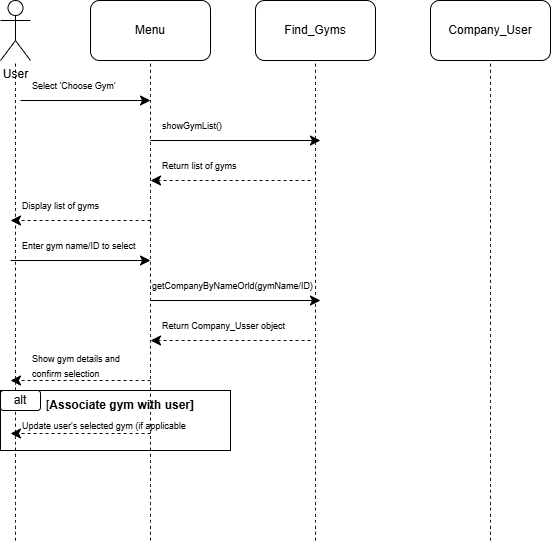 Menu
Find_Gyms
Company_User
User
Select 'Choose Gym'
showGymList()
Return list of gyms
Display list of gyms
Enter gym name/ID to select
getCompanyByNameOrId(gymName/ID)
Return Company_Usser object
Show gym details and
confirm selection
alt
[Associate gym with user]
Update user's selected gym (if applicable